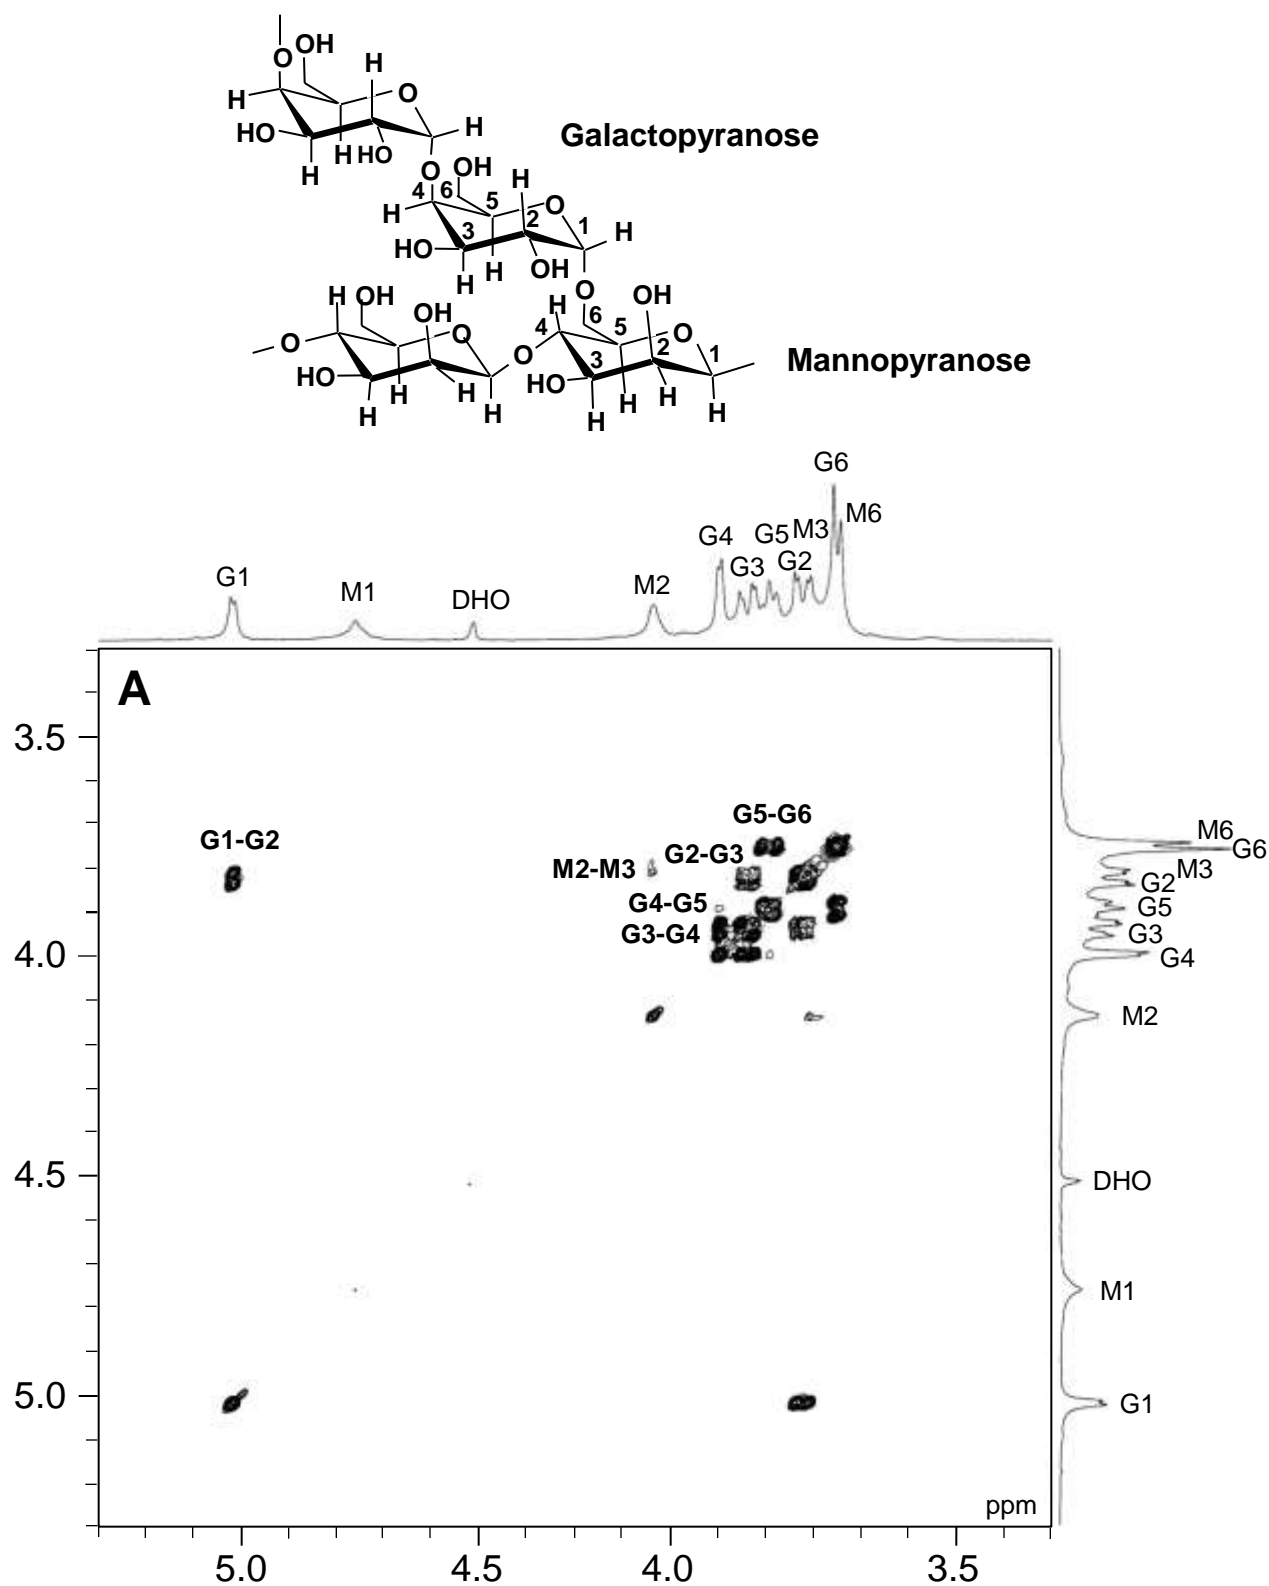 O OH
H
H O
HO
H
H HO
H
Galactopyranose
O OH
4 6
H
H
5
O
2 1
H
3
HO
H
OH
H
O
H OH
OH
O
O
HO
H
H
H
H
O
H
4
6
5
OH
O
2
1
3
HO
H
H
H
H
Mannopyranose
G6
M6
G4
G5 M3
G3
G2
G1
M1
DHO
M2
A
3.5
4.0
4.5
5.0
G5-G6
G1-G2
G2-G3
M2-M3
G4-G5
G3-G4
M6
G6
M3
G2
G5
G3
G4
M2
DHO
M1
G1
ppm
5.0 4.5 4.0 3.5